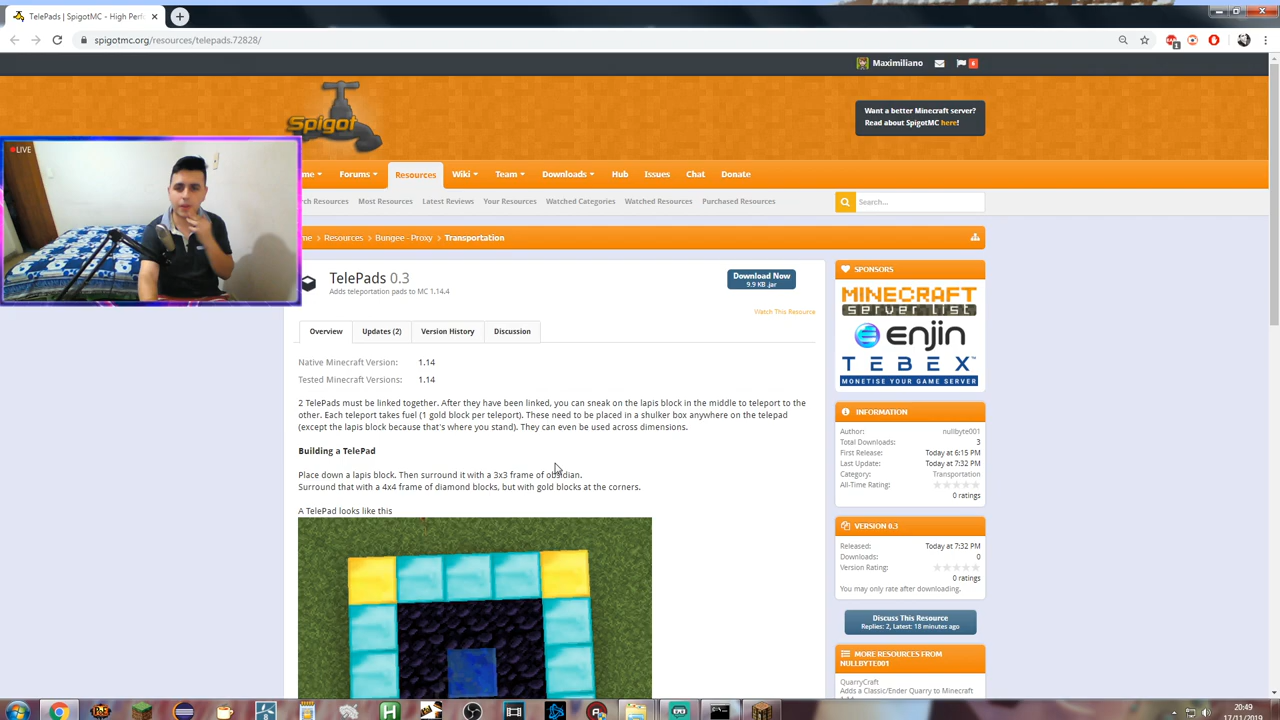 TelePads | SpigotMC - High Perf
spigotmc.org/resources/telepads.72828/
1
Maximiliano
6
Spigot
Want a better Minecraft server?
Read about SpigotMC here!
LIVE
me
Forums
Resources
Wiki
Team
Downloads
Hub
Issues
Chat
Donate
rch Resources
Most Resources
Latest Reviews
Your Resources
Watched Categories
Watched Resources
Purchased Resources
Search...
me
Resources
Bungee - Proxy
Transportation
TelePads 0.3
Adds teleportation pads to MC 1.14.4
Download Now
9.9 KB .jar
Watch This Resource
Overview
Updates (2)
Version History
Discussion
Native Minecraft Version: 1.14
Tested Minecraft Versions: 1.14
2 TelePads must be linked together. After they have been linked, you can sneak on the lapis block in the middle to teleport to the
other. Each teleport takes fuel (1 gold block per teleport). These need to be placed in a shulker box anywhere on the telepad
(except the lapis block because that's where you stand). They can even be used across dimensions.
Building a TelePad
Place down a lapis block. Then surround it with a 3x3 frame of obsidian.
Surround that with a 4x4 frame of diamond blocks, but with gold blocks at the corners.
A TelePad looks like this
SPONSORS
MINECRAFT
SERVER LIST
enjin
TEBEX
MONETISE YOUR GAME SERVER
INFORMATION
Author: nullbyte001
Total Downloads: 3
First Release: Today at 6:15 PM
Last Update: Today at 7:32 PM
Category: Transportation
All-Time Rating:
0 ratings
VERSION 0.3
Released: Today at 7:32 PM
Downloads: 0
Version Rating:
0 ratings
You may only rate after downloading.
Discuss This Resource
Replies: 2, Latest: 18 minutes ago
MORE RESOURCES FROM
NULLBYTE001
QuarryCraft
Adds a Classic/Ender Quarry to Minecraft
20:49
17/11/2019